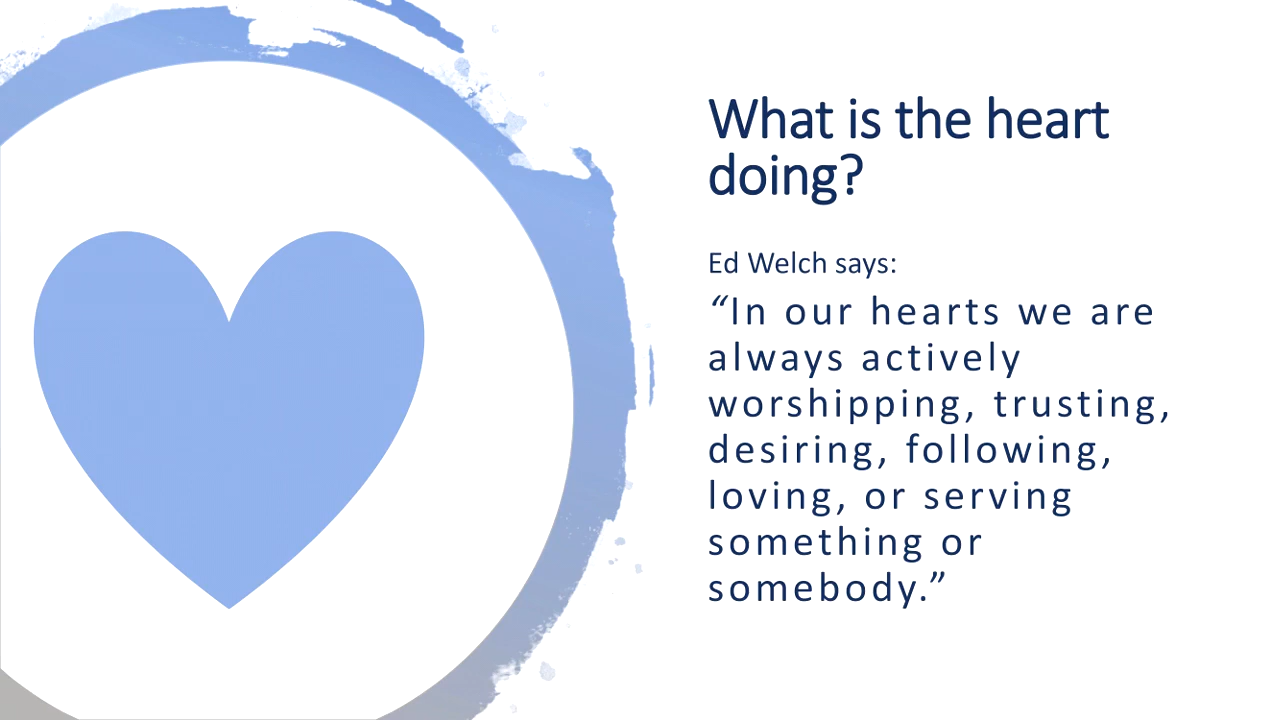 What is the heart
doing?
Ed Welch says:
“In our hearts we are
always actively
worshipping, trusting,
desiring, following,
loving, or serving
something or
somebody.”